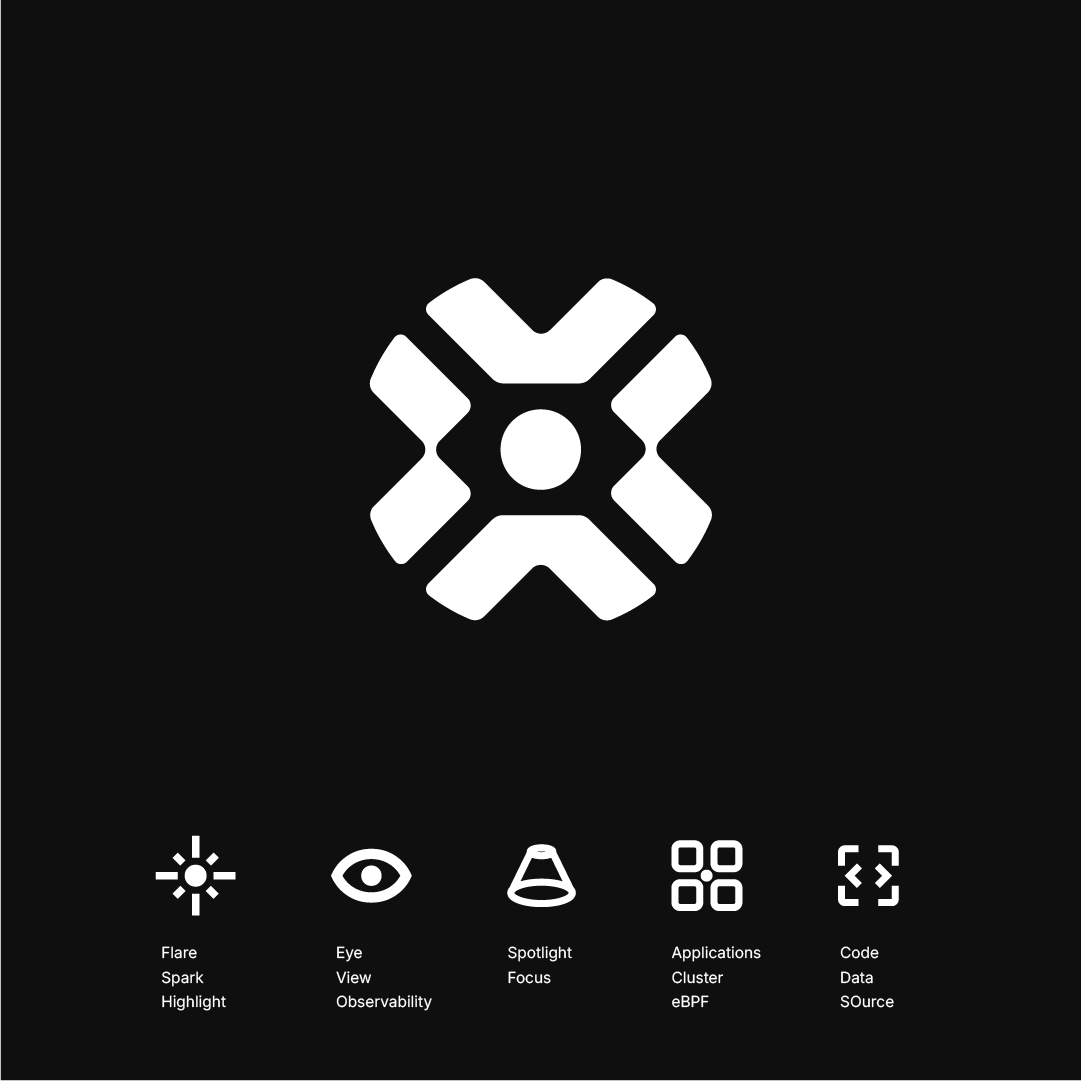 Flare
Spark
Highlight
Eye
View
Observability
Spotlight
Focus
Applications
Cluster
eBPF
Code
Data
SOurce